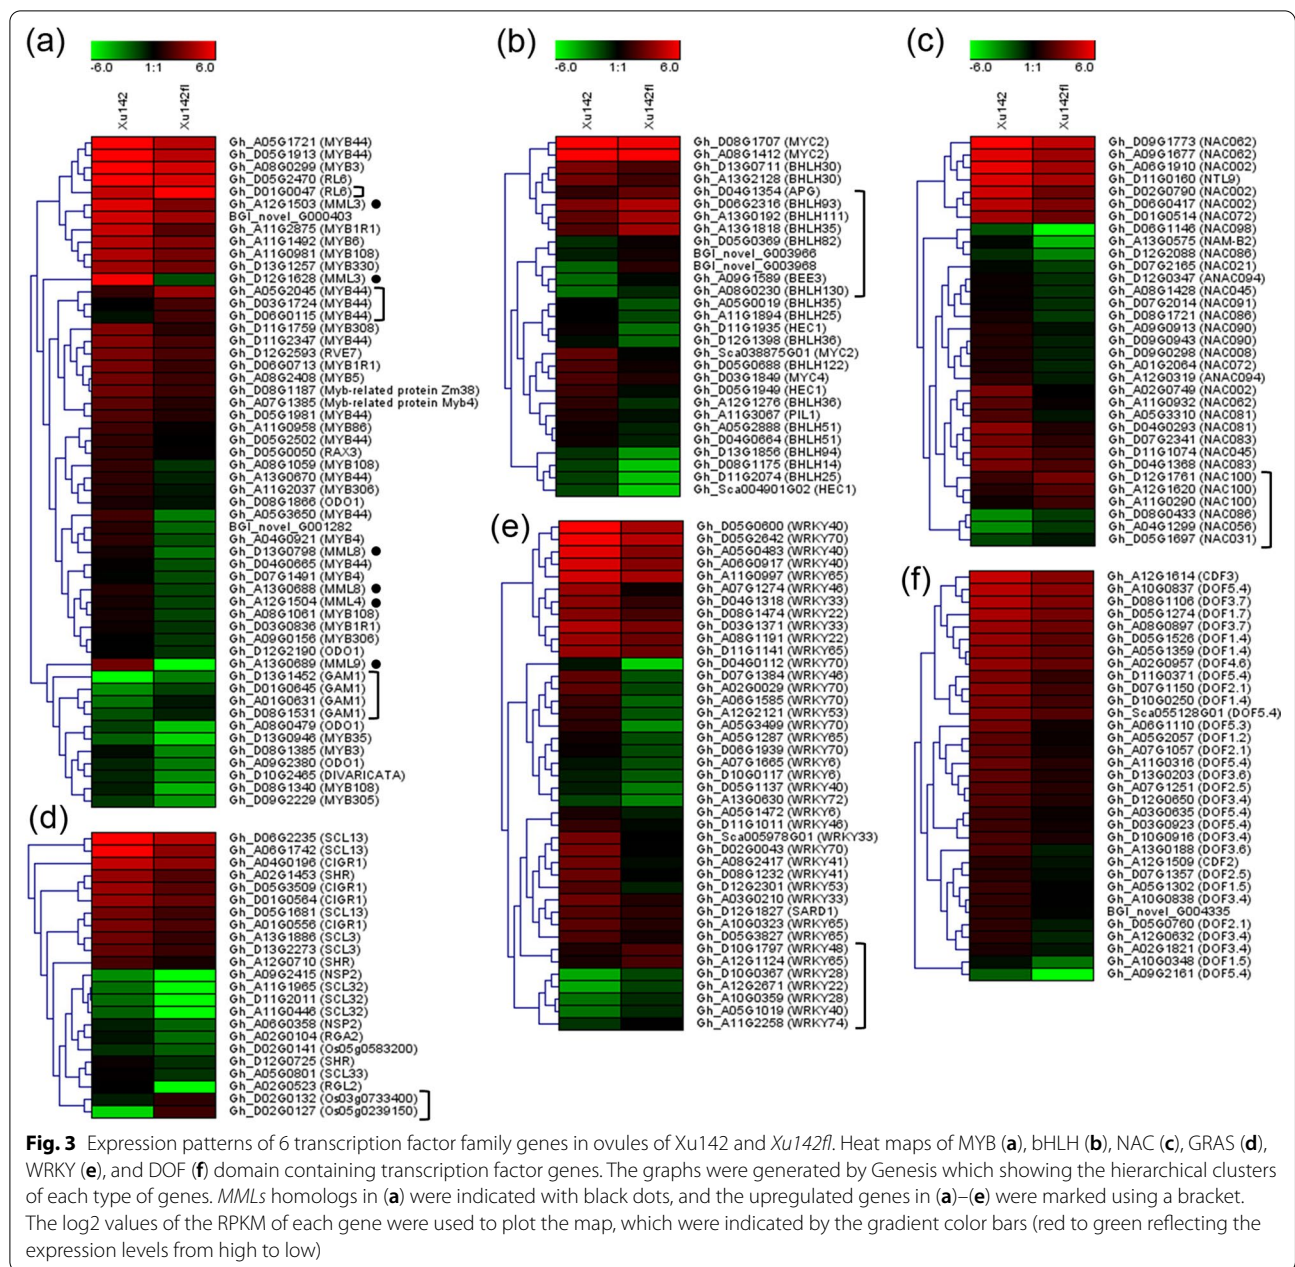 (a)
-6.0 1:1 6.0
Xu142
Xu142fl
Gh_A05G1721 (MYB44)
Gh_D05G1913 (MYB44)
Gh_A08G0299 (MYB3)
Gh_D05G2470 (RL6)
Gh_D01G0047 (RL6)
Gh_A12G1503 (MML3)
BGI_novel_G000403
Gh_A11G2875 (MYB1R1)
Gh_A11G1492 (MYB6)
Gh_A11G0981 (MYB108)
Gh_D13G1257 (MYB330)
Gh_D12G1628 (MML3)
Gh_A05G2045 (MYB44)
Gh_D03G1724 (MYB44)
Gh_D06G0115 (MYB44)
Gh_D11G1759 (MYB308)
Gh_D11G2347 (MYB44)
Gh_D12G2593 (RVE7)
Gh_D06G0713 (MYB1R1)
Gh_A08G2408 (MYB5)
Gh_D08G1187 (Myb-related protein Zm38)
Gh_A07G1385 (Myb-related protein Myb4)
Gh_D05G1981 (MYB44)
Gh_A11G0958 (MYB86)
Gh_D05G2502 (MYB44)
Gh_D05G0050 (RAX3)
Gh_A08G1059 (MYB108)
Gh_A13G0670 (MYB44)
Gh_A11G2037 (MYB306)
Gh_D08G1866 (ODO1)
Gh_A05G3650 (MYB44)
BGI_novel_G001282
Gh_A04G0921 (MYB4)
Gh_D13G0798 (MML8)
Gh_D04G0665 (MYB44)
Gh_D07G1491 (MYB4)
Gh_A13G0688 (MML8)
Gh_A12G1504 (MML4)
Gh_A08G1061 (MYB108)
Gh_D03G0836 (MYB1R1)
Gh_A09G0156 (MYB306)
Gh_D12G2190 (ODO1)
Gh_A13G0689 (MML9)
Gh_D13G1452 (GAM1)
Gh_D01G0645 (GAM1)
Gh_A01G0631 (GAM1)
Gh_D08G1531 (GAM1)
Gh_A08G0479 (ODO1)
Gh_D13G0946 (MYB35)
Gh_D08G1385 (MYB3)
Gh_A09G2380 (ODO1)
Gh_D10G2465 (DIVARICATA)
Gh_D08G1340 (MYB108)
Gh_D09G2229 (MYB305)
(b)
-6.0 1:1 6.0
Xu142
Xu142fl
Gh_D08G1707 (MYC2)
Gh_A08G1412 (MYC2)
Gh_D13G0711 (BHLH30)
Gh_A13G2128 (BHLH30)
Gh_D04G1354 (APG)
Gh_D06G2316 (BHLH93)
Gh_A13G0192 (BHLH111)
Gh_A13G1818 (BHLH35)
Gh_D05G0369 (BHLH82)
BGI_novel_G003966
BGI_novel_G003968
Gh_A09G1589 (BEE3)
Gh_A08G0230 (BHLH130)
Gh_A05G0019 (BHLH35)
Gh_A11G1894 (BHLH25)
Gh_D11G1935 (HEC1)
Gh_D12G1398 (BHLH36)
Gh_Sca038875G01 (MYC2)
Gh_D05G0688 (BHLH122)
Gh_D03G1849 (MYC4)
Gh_D05G1949 (HEC1)
Gh_A12G1276 (BHLH36)
Gh_A11G3067 (PIL1)
Gh_A05G2888 (BHLH51)
Gh_D04G0664 (BHLH51)
Gh_D13G1856 (BHLH94)
Gh_D08G1175 (BHLH14)
Gh_D11G2074 (BHLH25)
Gh_Sca004901G02 (HEC1)
(c)
-6.0 1:1 6.0
Xu142
Xu142fl
Gh_D09G1773 (NAC062)
Gh_A09G1677 (NAC062)
Gh_A06G1910 (NAC002)
Gh_D11G0160 (NTL9)
Gh_D02G0790 (NAC002)
Gh_D06G0417 (NAC002)
Gh_D01G0514 (NAC072)
Gh_D06G1146 (NAC098)
Gh_A13G0575 (NAM-B2)
Gh_D12G2088 (NAC086)
Gh_D07G2165 (NAC021)
Gh_D12G0347 (ANAC094)
Gh_A08G1428 (NAC045)
Gh_D07G2014 (NAC091)
Gh_D08G1721 (NAC086)
Gh_A09G0913 (NAC090)
Gh_D09G0943 (NAC090)
Gh_D09G0298 (NAC008)
Gh_A01G2064 (NAC072)
Gh_A12G0319 (ANAC094)
Gh_A02G0749 (NAC002)
Gh_A11G0932 (NAC062)
Gh_A05G3310 (NAC081)
Gh_D04G0293 (NAC081)
Gh_D07G2341 (NAC083)
Gh_D11G1074 (NAC045)
Gh_D04G1368 (NAC083)
Gh_D12G1761 (NAC100)
Gh_A12G1620 (NAC100)
Gh_A11G0290 (NAC100)
Gh_D08G0433 (NAC086)
Gh_A04G1299 (NAC056)
Gh_D05G1697 (NAC031)
(d)
Gh_D06G2235 (SCL13)
Gh_A06G1742 (SCL13)
Gh_A04G0196 (CIGR1)
Gh_A02G1453 (SHR)
Gh_D05G3509 (CIGR1)
Gh_D01G0564 (CIGR1)
Gh_D05G1681 (SCL13)
Gh_A01G0556 (CIGR1)
Gh_A13G1886 (SCL3)
Gh_D13G2273 (SCL3)
Gh_A12G0710 (SHR)
Gh_A09G2415 (NSP2)
Gh_A11G1965 (SCL32)
Gh_D11G2011 (SCL32)
Gh_A11G0446 (SCL32)
Gh_A06G0358 (NSP2)
Gh_A02G0104 (RGA2)
Gh_D02G0141 (Os05g0583200)
Gh_D12G0725 (SHR)
Gh_A05G0801 (SCL33)
Gh_A02G0523 (RGL2)
Gh_D02G0132 (Os03g0733400)
Gh_D02G0127 (Os05g0239150)
(e)
Gh_D05G0600 (WRKY40)
Gh_D05G2642 (WRKY70)
Gh_A05G0483 (WRKY40)
Gh_A06G0917 (WRKY40)
Gh_A11G0997 (WRKY65)
Gh_A07G1274 (WRKY46)
Gh_D04G1318 (WRKY33)
Gh_D08G1474 (WRKY22)
Gh_D03G1371 (WRKY33)
Gh_A08G1191 (WRKY22)
Gh_D11G1141 (WRKY65)
Gh_D04G0112 (WRKY70)
Gh_D07G1384 (WRKY46)
Gh_A02G0029 (WRKY70)
Gh_A06G1585 (WRKY70)
Gh_A12G2121 (WRKY53)
Gh_A05G3499 (WRKY70)
Gh_A05G1287 (WRKY65)
Gh_D06G1939 (WRKY70)
Gh_A07G1665 (WRKY6)
Gh_D10G0117 (WRKY6)
Gh_D05G1137 (WRKY40)
Gh_A13G0630 (WRKY72)
Gh_A05G1472 (WRKY6)
Gh_D11G1011 (WRKY46)
Gh_Sca005978G01 (WRKY33)
Gh_D02G0043 (WRKY70)
Gh_A08G2417 (WRKY41)
Gh_D08G1232 (WRKY41)
Gh_D12G2301 (WRKY53)
Gh_A03G0210 (WRKY33)
Gh_D12G1827 (SARD1)
Gh_A10G0323 (WRKY65)
Gh_D05G3827 (WRKY65)
Gh_D10G1797 (WRKY48)
Gh_A12G1124 (WRKY65)
Gh_D10G0367 (WRKY28)
Gh_A12G2671 (WRKY22)
Gh_A10G0359 (WRKY28)
Gh_A05G1019 (WRKY40)
Gh_A11G2258 (WRKY74)
(f)
Gh_A12G1614 (CDF3)
Gh_A10G0837 (DOF5.4)
Gh_D08G1106 (DOF3.7)
Gh_D05G1274 (DOF1.7)
Gh_A08G0897 (DOF3.7)
Gh_D05G1526 (DOF1.4)
Gh_A05G1359 (DOF1.4)
Gh_A02G0957 (DOF4.6)
Gh_D11G0371 (DOF5.4)
Gh_D07G1150 (DOF2.1)
Gh_D10G0250 (DOF1.4)
Gh_Sca055128G01 (DOF5.4)
Gh_A06G1110 (DOF5.3)
Gh_A05G2057 (DOF1.2)
Gh_A07G1057 (DOF2.1)
Gh_A11G0316 (DOF5.4)
Gh_D13G0203 (DOF3.6)
Gh_A07G1251 (DOF2.5)
Gh_D12G0650 (DOF3.4)
Gh_A03G0635 (DOF5.4)
Gh_D03G0923 (DOF5.4)
Gh_D10G0916 (DOF3.4)
Gh_A13G0188 (DOF3.6)
Gh_A12G1509 (CDF2)
Gh_D07G1357 (DOF2.5)
Gh_A05G1302 (DOF1.5)
Gh_A10G0838 (DOF3.4)
BGI_novel_G004335
Gh_D05G0760 (DOF2.1)
Gh_A12G0632 (DOF3.4)
Gh_A02G1821 (DOF3.4)
Gh_A10G0348 (DOF1.5)
Gh_A09G2161 (DOF5.4)
Fig. 3 Expression patterns of 6 transcription factor family genes in ovules of Xu142 and Xu142fl. Heat maps of MYB (a), bHLH (b), NAC (c), GRAS (d),
WRKY (e), and DOF (f) domain containing transcription factor genes. The graphs were generated by Genesis which showing the hierarchical clusters
of each type of genes. MMLs homologs in (a) were indicated with black dots, and the upregulated genes in (a)–(e) were marked using a bracket.
The log2 values of the RPKM of each gene were used to plot the map, which were indicated by the gradient color bars (red to green reflecting the
expression levels from high to low)